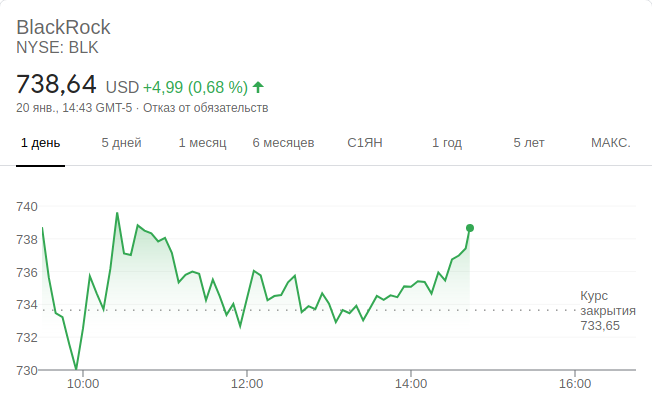 BlackRock
NYSE: BLK
738,64 USD +4,99 (0,68 %)
20 янв., 14:43 GMT-5 · Отказ от обязательств
1 день 5 дней 1 месяц 6 месяцев С1ЯН 1 год 5 лет МАКС.
740
738
736
734
732
730
Курс
закрытия
733,65
10:00 12:00 14:00 16:00